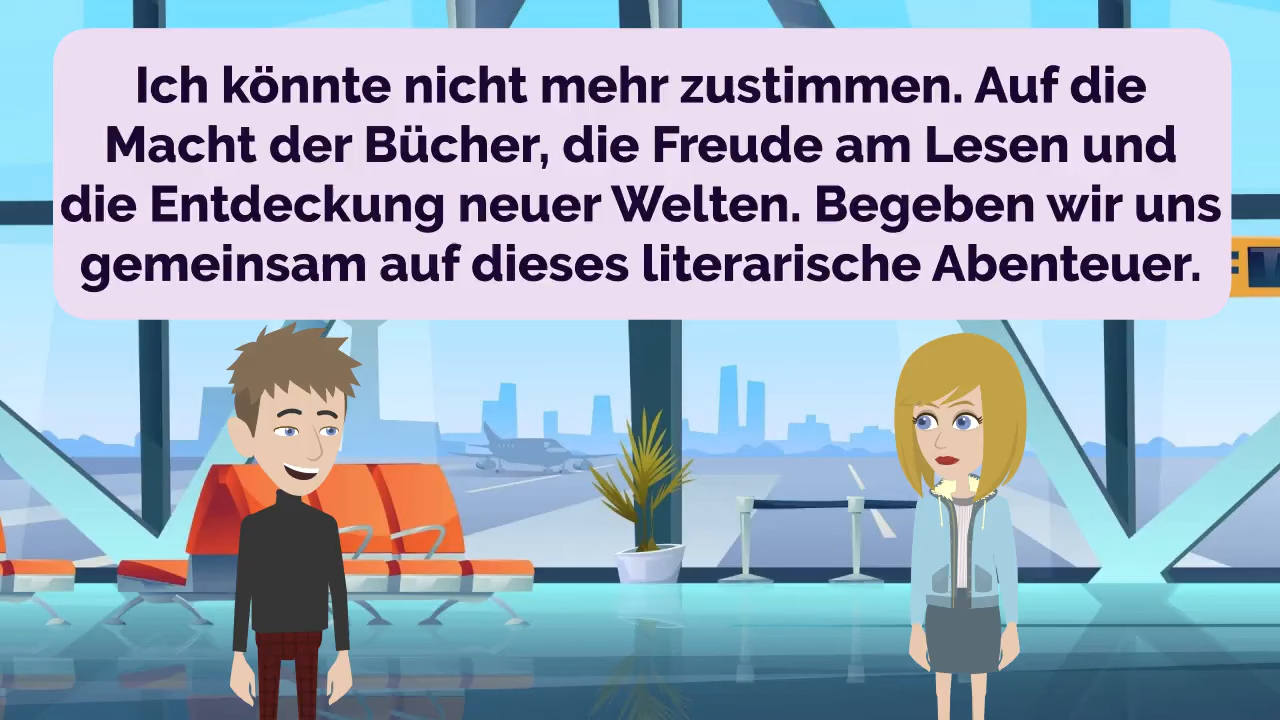 Ich könnte nicht mehr zustimmen. Auf die
Macht der Bücher, die Freude am Lesen und
die Entdeckung neuer Welten. Begeben wir uns
gemeinsam auf dieses literarische Abenteuer.